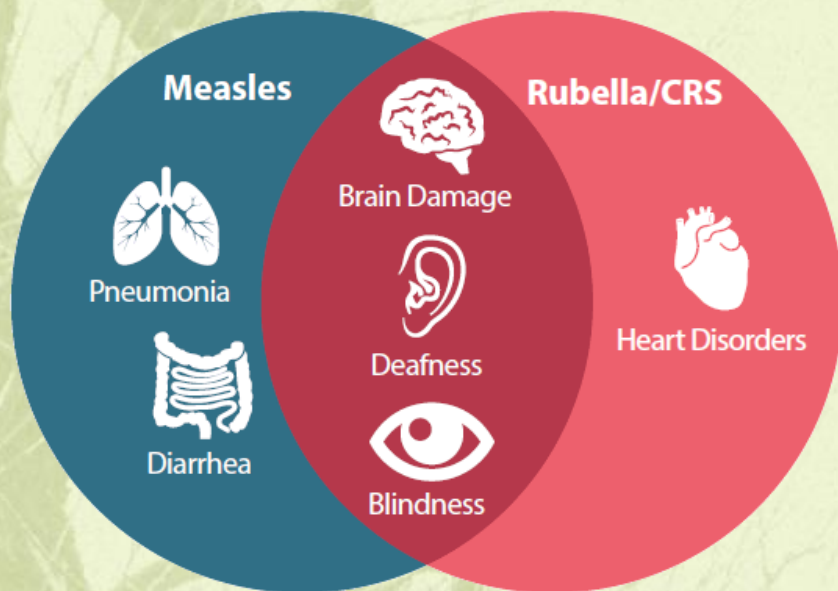 Measles
Rubella/CRS
Brain Damage
Pneumonia
Deafness
Heart Disorders
Diarrhea
Blindness